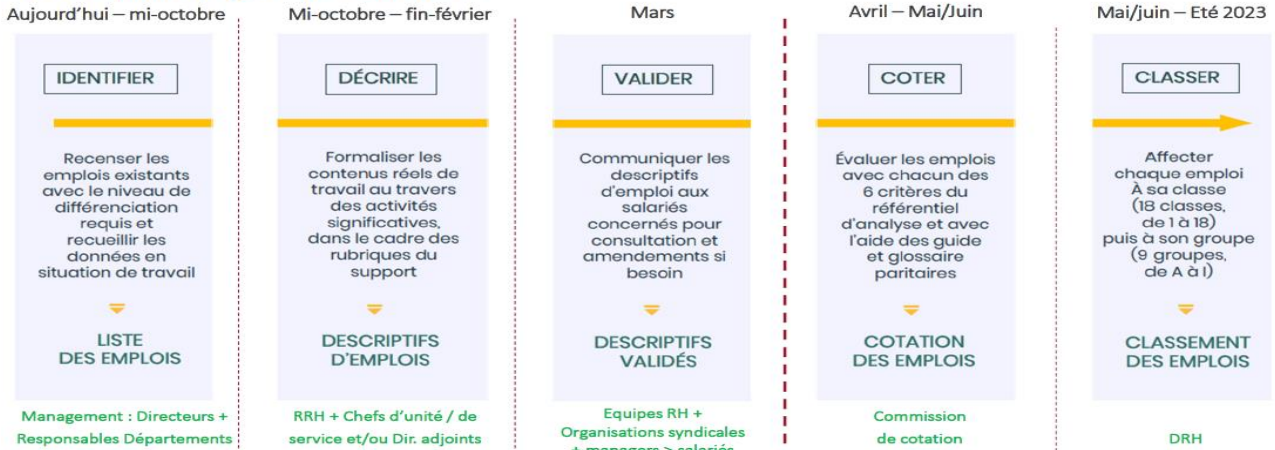 Aujourd'hui – mi-octobre
Mi-octobre – fin-février
Mars
Avril – Mai/Juin
Mai/juin – Eté 2023
IDENTIFIER
Recenser les
emplois existants
avec le niveau de
différenciation
requis et
recueillir les
données en
situation de travail
LISTE
DES EMPLOIS
Management : Directeurs +
Responsables Départements
DÉCRIRE
Formaliser les
contenus réels de
travail au travers
des activités
significatives,
dans le cadre des
rubriques du
support
DESCRIPTIFS
D'EMPLOIS
RRH + Chefs d'unité / de
service et/ou Dir. adjoints
VALIDER
Communiquer les
descriptifs
d'emploi aux
salariés
concernés pour
consultation et
amendements si
besoin
DESCRIPTIFS
VALIDÉS
Equipes RH +
Organisations syndicales
+ managers > salariés
COTER
Évaluer les emplois
avec chacun des
6 critères du
référentiel
d'analyse et avec
l'aide des guide
et glossaire
paritaires
COTATION
DES EMPLOIS
Commission
de cotation
CLASSER
Affecter
chaque emploi
À sa classe
(18 classes,
de 1 à 18)
puis à son groupe
(9 groupes,
de A à I)
CLASSEMENT
DES EMPLOIS
DRH